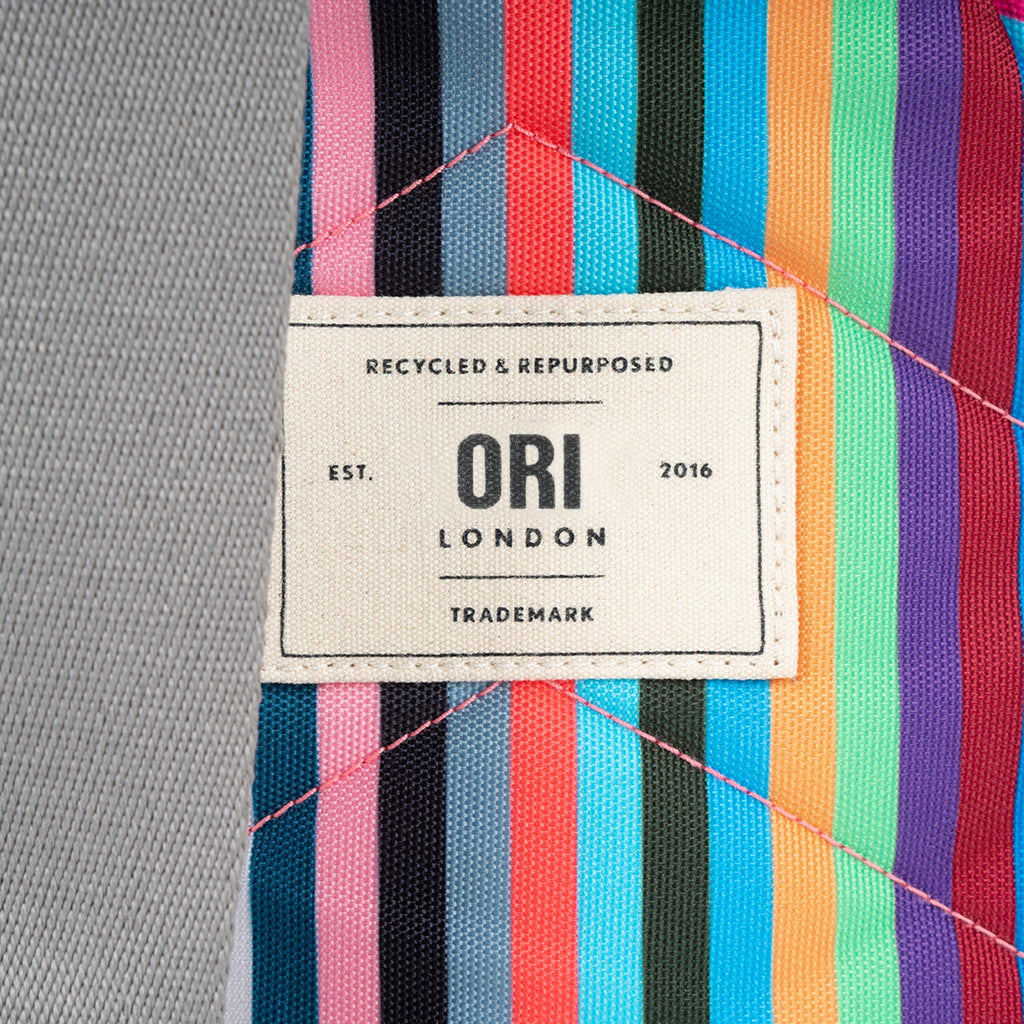 RECYCLED & REPURPOSED
EST. ORI 2016
LONDON
TRADEMARK